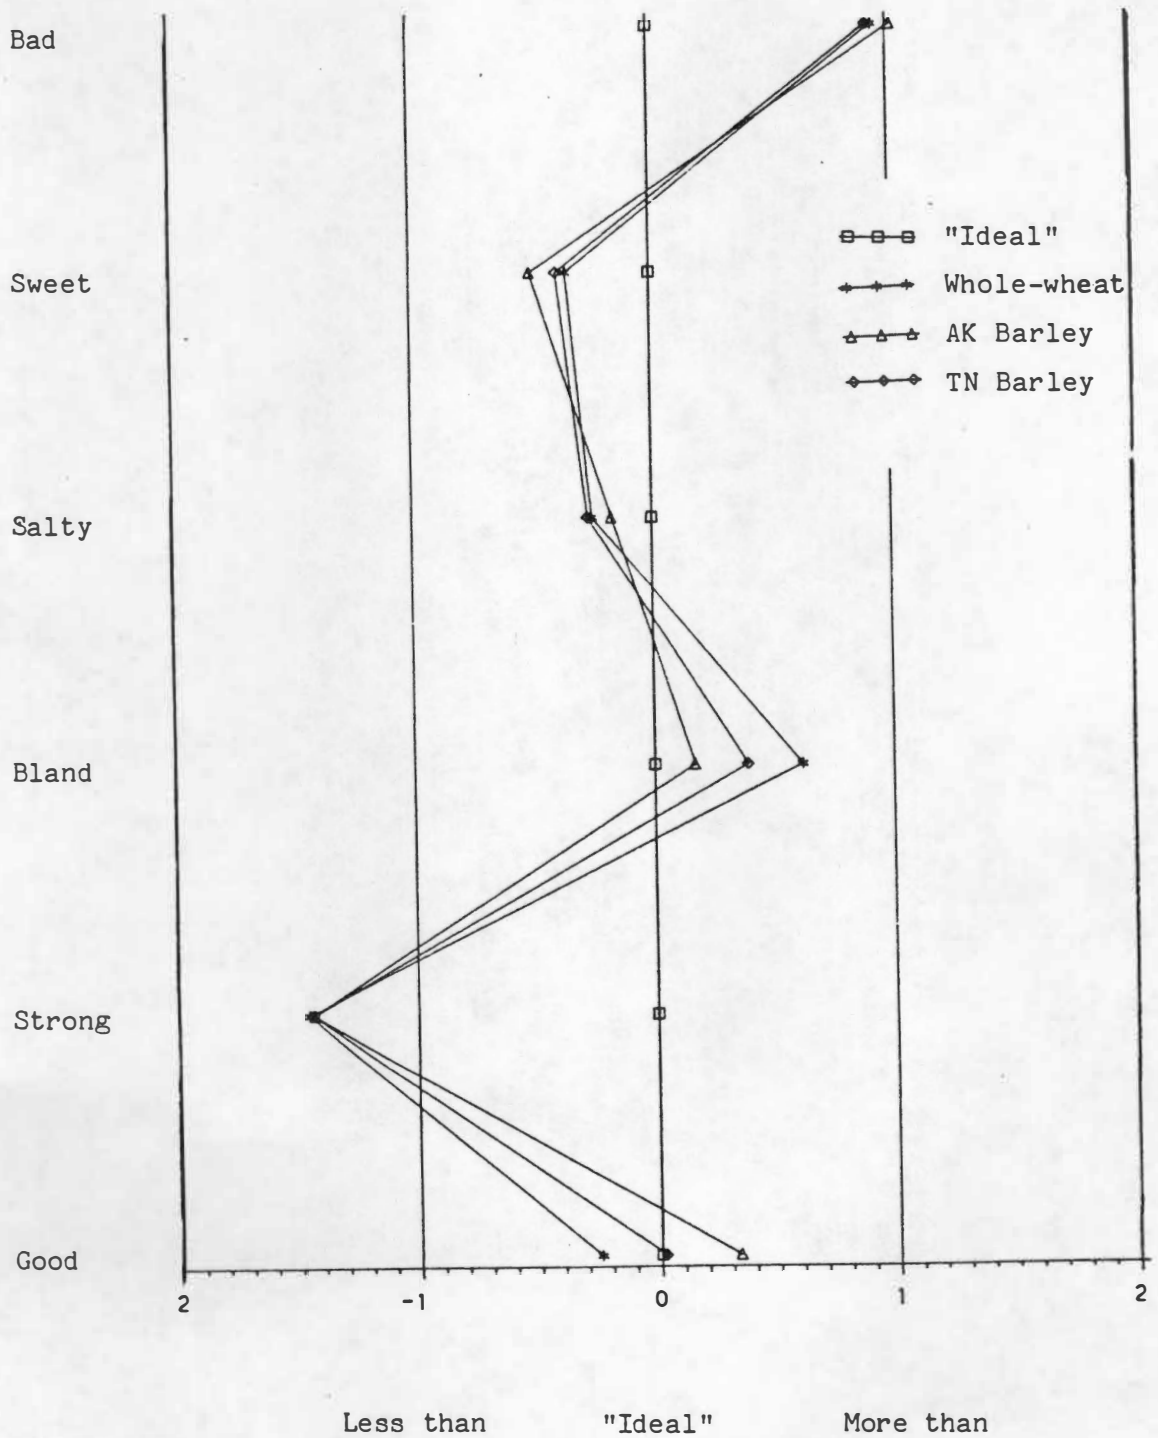 Bad
"Ideal"
Sweet
Whole-wheat
AK Barley
TN Barley
Salty
Bland
Strong
Good
2 -1 0 1 2
Less than "Ideal" More than